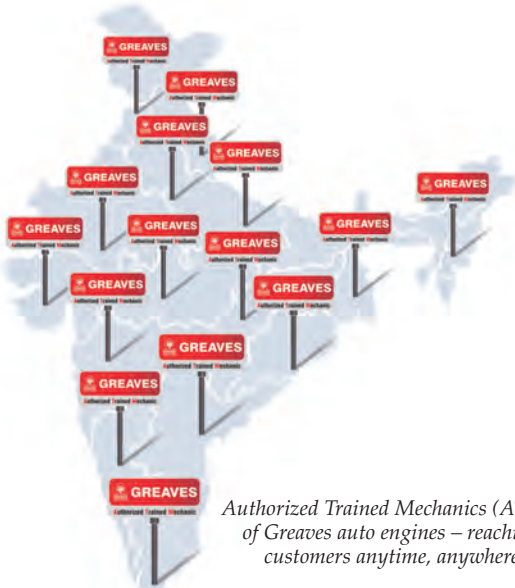 GREAVES
Authorized Trained Mechanic
GREAVES
Authorized Trained Mechanic
GREAVES
Authorized Trained Mechanic
GREAVES
Authorized Trained Mechanic
GREAVES
Authorized Trained Mechanic
GREAVES
Authorized Trained Mechanic
GREAVES
Authorized Trained Mechanic
GREAVES
Authorized Trained Mechanic
GREAVES
Authorized Trained Mechanic
GREAVES
Authorized Trained Mechanic
GREAVES
Authorized Trained Mechanic
GREAVES
Authorized Trained Mechanic
GREAVES
Authorized Trained Mechanic
GREAVES
Authorized Trained Mechanic
GREAVES
Authorized Trained Mechanic
Authorized Trained Mechanics (A
of Greaves auto engines – reachi
customers anytime, anywhere